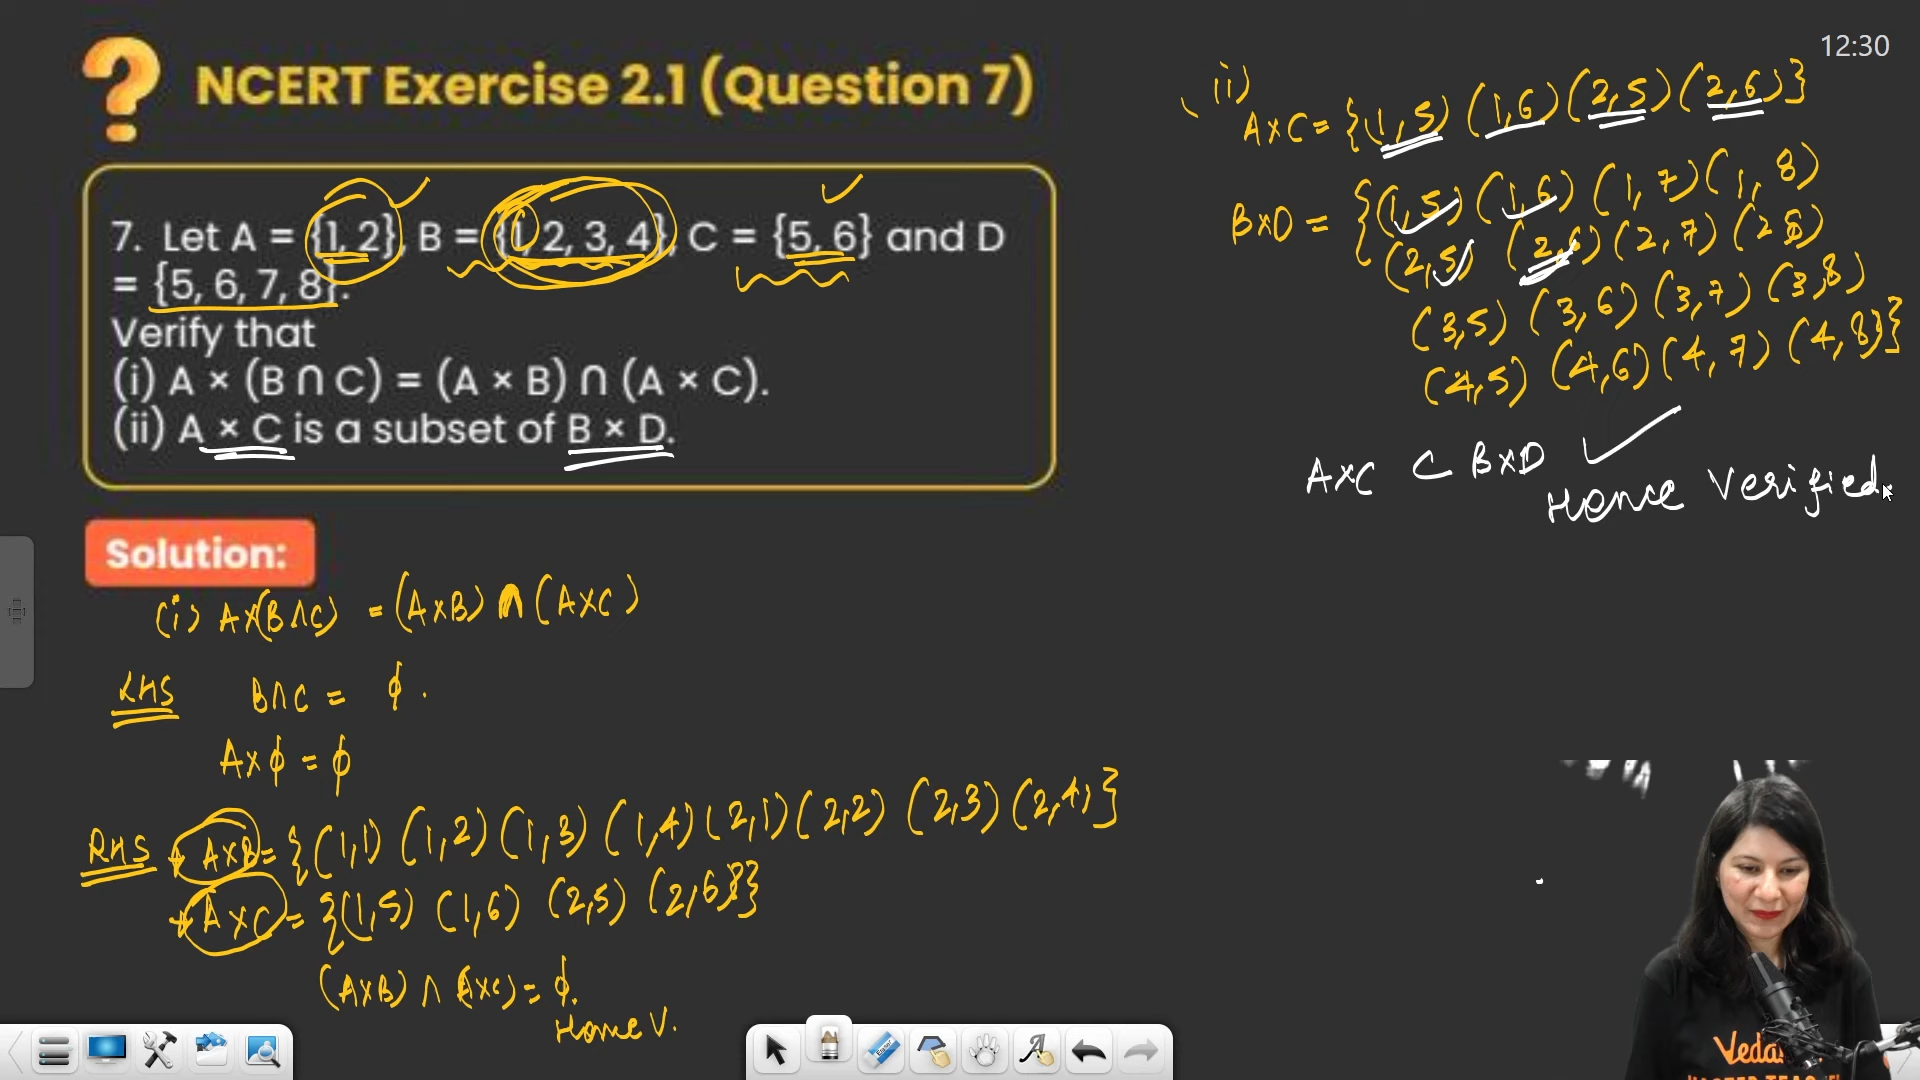 12:30
NCERT Exercise 2.1 (Question 7)
7. Let A = {1, 2}, B = {1, 2, 3, 4}, C = {5, 6} and D
= {5, 6, 7, 8}.
Verify that
(i) A × (B ∩ C) = (A × B) ∩ (A × C).
(ii) A × C is a subset of B × D.
Solution:
(i) A×(B∩C) = (A×B) ∩ (A×C)
LHS B∩C = ϕ.
A×ϕ = ϕ
RHS A×B = {(1,1) (1,2) (1,3) (1,4) (2,1) (2,2) (2,3) (2,4)}
A×C = {(1,5) (1,6) (2,5) (2,6)}
(A×B) ∩ (A×C) = ϕ.
Hence V.
ii)
A×C = {(1,5) (1,6) (2,5) (2,6)}
B×D = {(1,5) (1,6) (1,7) (1,8)
(2,5) (2,6) (2,7) (2,8)
(3,5) (3,6) (3,7) (3,8)
(4,5) (4,6) (4,7) (4,8)}
A×C ⊂ B×D
Hence Verified.
Eraser